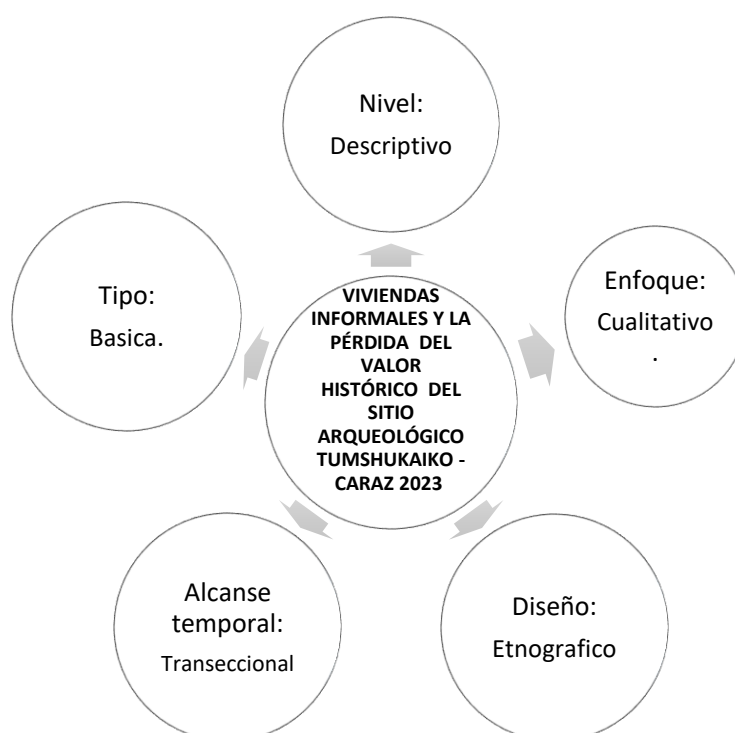 Nivel:
Descriptivo
Tipo:
Basica.
VIVIENDAS
INFORMALES Y LA
PÉRDIDA DEL
VALOR
HISTÓRICO DEL
SITIO
ARQUEOLÓGICO
TUMSHUKAIKO -
CARAZ 2023
Enfoque:
Cualitativo
.
Alcanse
temporal:
Transeccional
Diseño:
Etnografico